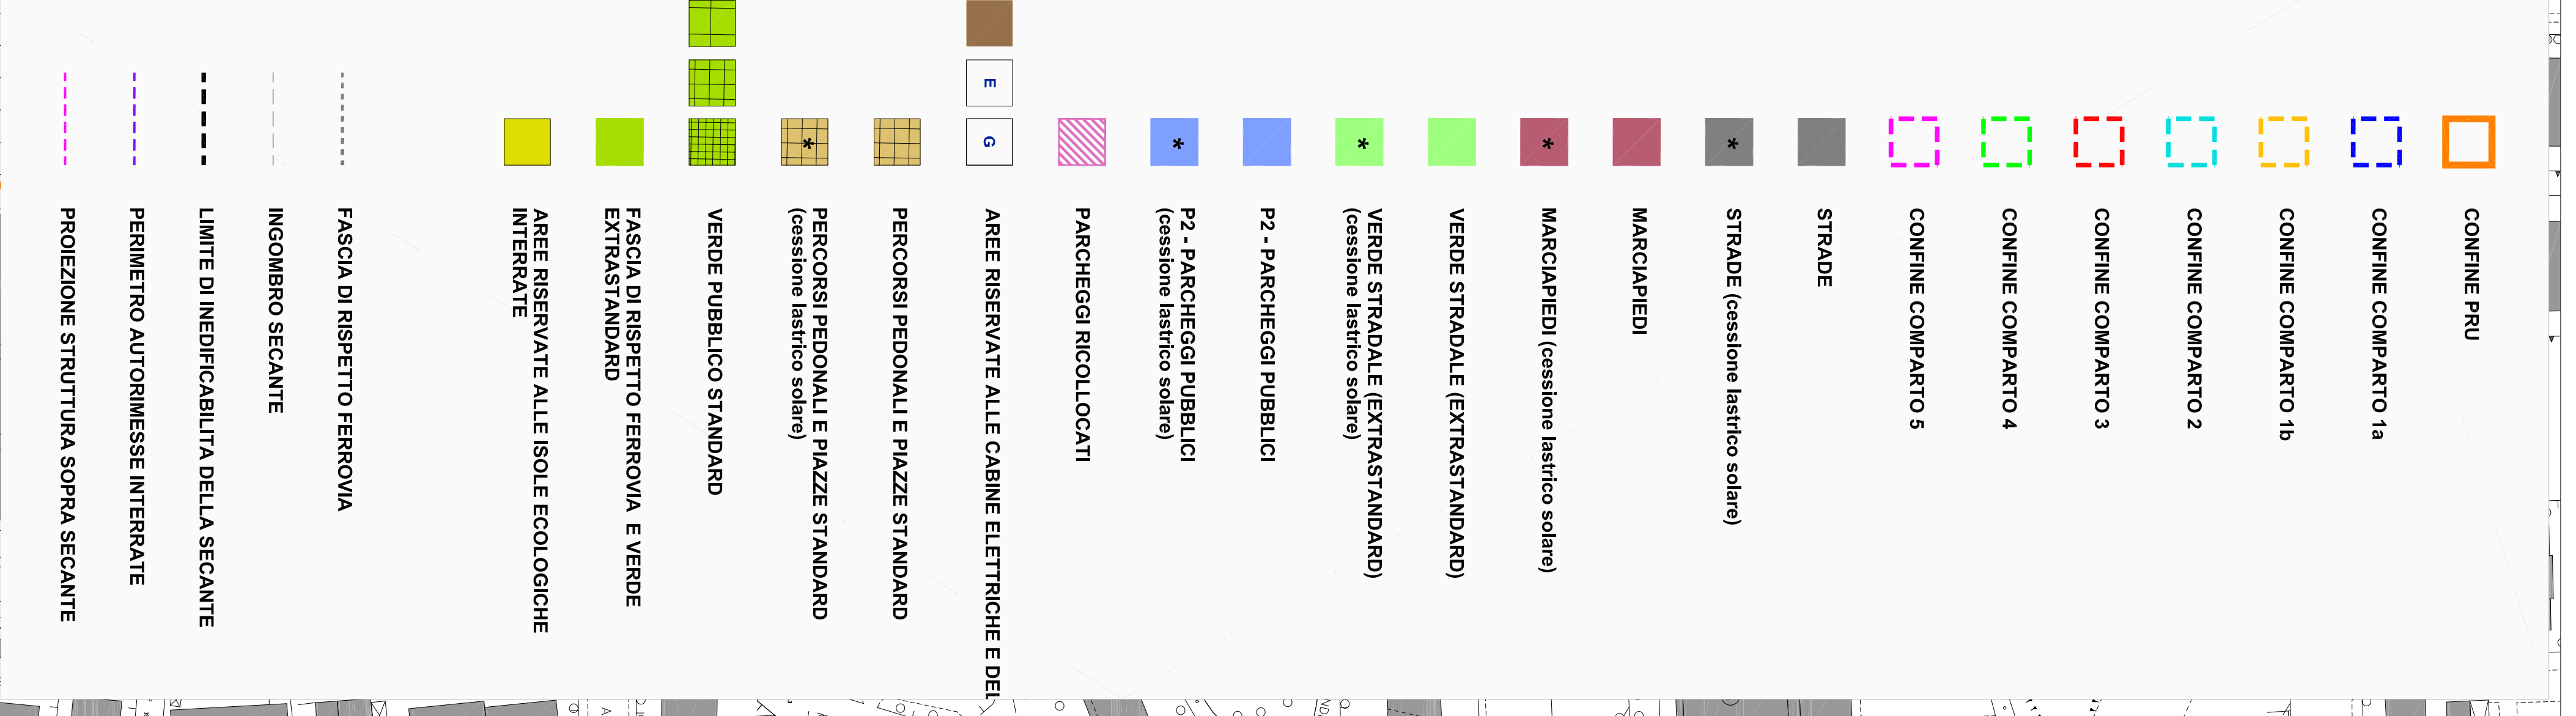 CONFINE PRU
CONFINE COMPARTO 1a
CONFINE COMPARTO 1b
CONFINE COMPARTO 2
CONFINE COMPARTO 3
CONFINE COMPARTO 4
CONFINE COMPARTO 5
STRADE
* STRADE (cessione lastrico solare)
MARCIAPIEDI
* MARCIAPIEDI (cessione lastrico solare)
VERDE STRADALE (EXTRASTANDARD)
* VERDE STRADALE (EXTRASTANDARD)
(cessione lastrico solare)
P2 - PARCHEGGI PUBBLICI
* P2 - PARCHEGGI PUBBLICI
(cessione lastrico solare)
PARCHEGGI RICOLLOCATI
E G AREE RISERVATE ALLE CABINE ELETTRICHE E DEL
PERCORSI PEDONALI E PIAZZE STANDARD
* PERCORSI PEDONALI E PIAZZE STANDARD
(cessione lastrico solare)
VERDE PUBBLICO STANDARD
FASCIA DI RISPETTO FERROVIA E VERDE
EXTRASTANDARD
AREE RISERVATE ALLE ISOLE ECOLOGICHE
INTERRATE
FASCIA DI RISPETTO FERROVIA
INGOMBRO SECANTE
LIMITE DI INEDIFICABILITA DELLA SECANTE
PERIMETRO AUTORIMESSE INTERRATE
PROIEZIONE STRUTTURA SOPRA SECANTE